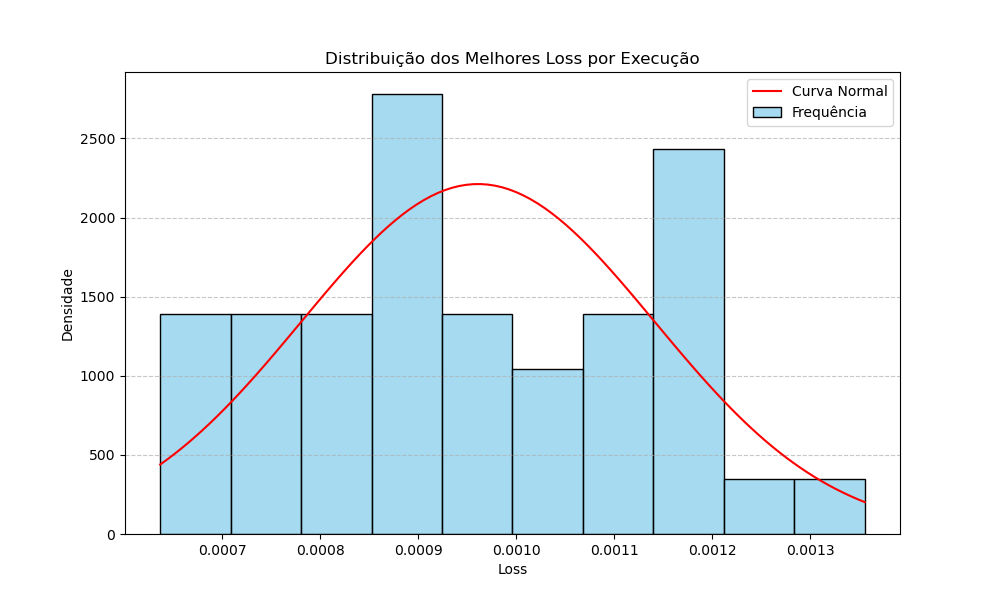 Distribuição dos Melhores Loss por Execução
Curva Normal
Frequência
Densidade
2500
2000
1500
1000
500
0
0.0007
0.0008
0.0009
0.0010
0.0011
0.0012
0.0013
Loss